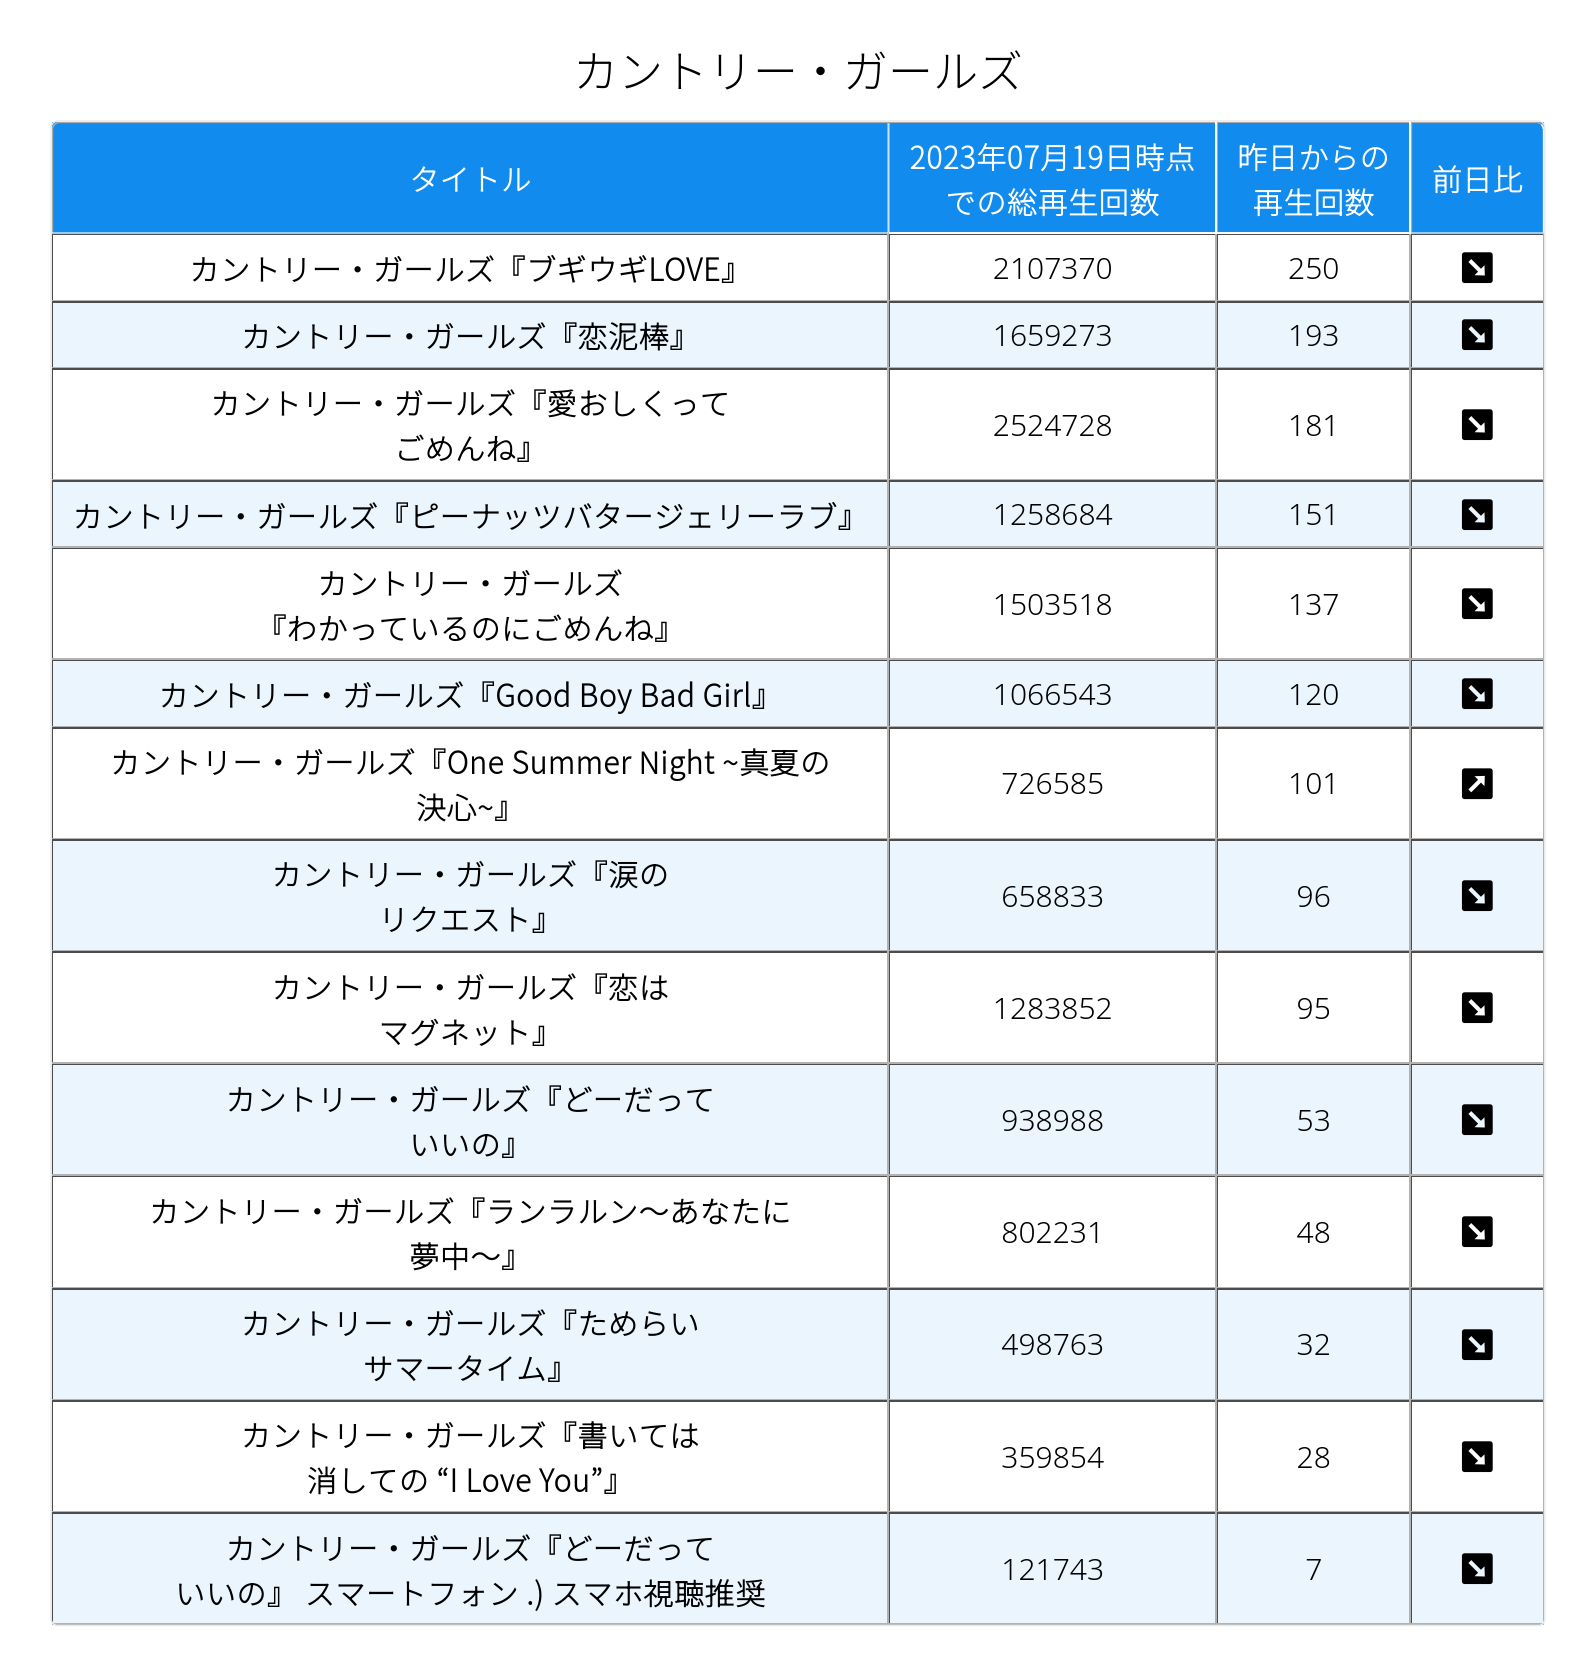 カントリー・ガールズ
タイトル
2023年07月19日時点
での総再生回数
昨日からの
再生回数
前日比
カントリー・ガールズ『ブギウギLOVE』
2107370
250
カントリー・ガールズ『恋泥棒』
1659273
193
カントリー・ガールズ『愛おしくって
ごめんね』
2524728
181
カントリー・ガールズ『ピーナッツバタージェリーラブ』
1258684
151
カントリー・ガールズ
『わかっているのにごめんね』
1503518
137
カントリー・ガールズ『Good Boy Bad Girl』
1066543
120
カントリー・ガールズ『One Summer Night ~真夏の
決心~』
726585
101
カントリー・ガールズ『涙の
リクエスト』
658833
96
カントリー・ガールズ『恋は
マグネット』
1283852
95
カントリー・ガールズ『どーだって
いいの』
938988
53
カントリー・ガールズ『ランラルン〜あなたに
夢中〜』
802231
48
カントリー・ガールズ『ためらい
サマータイム』
498763
32
カントリー・ガールズ『書いては
消しての “I Love You”』
359854
28
カントリー・ガールズ『どーだって
いいの』 スマートフォン .) スマホ視聴推奨
121743
7